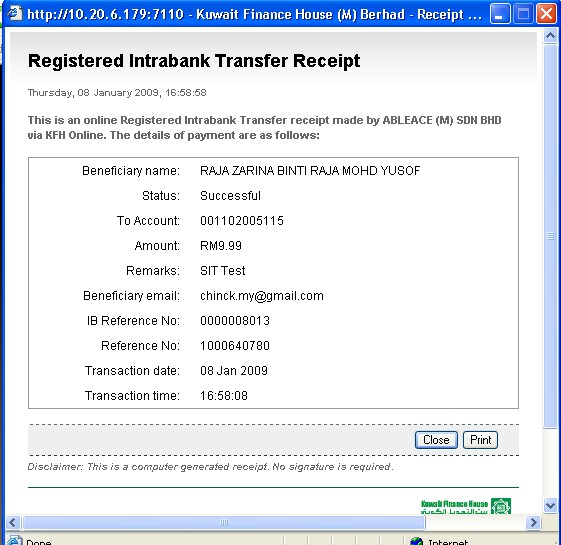 http://10.20.6.179:7110 - Kuwait Finance House (M) Berhad - Receipt ...
Registered Intrabank Transfer Receipt
Thursday, 08 January 2009, 16:58:58
This is an online Registered Intrabank Transfer receipt made by ABLEACE (M) SDN BHD
via KFH Online. The details of payment are as follows:
Beneficiary name: RAJA ZARINA BINTI RAJA MOHD YUSOF
Status: Successful
To Account: 001102005115
Amount: RM9.99
Remarks: SIT Test
Beneficiary email: chinck.my@gmail.com
IB Reference No: 0000008013
Reference No: 1000640780
Transaction date: 08 Jan 2009
Transaction time: 16:58:08
Close Print
Disclaimer: This is a computer generated receipt. No signature is required.
Kuwait Finance House
بيت التمويل الكويتي
Done Internet